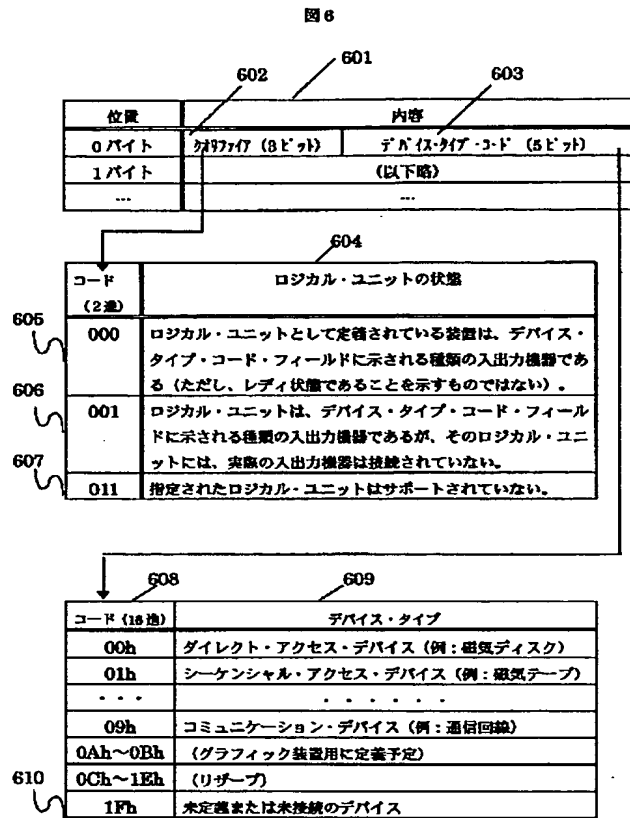 図6
601
602
603
位置 内容
0バイト クオリファイア(3ビット) デバイス・タイプ・コード(5ビット)
1バイト (以下略)
... ...
604
コード(2進) ロジカル・ユニットの状態
605
000 ロジカル・ユニットとして定義されている装置は、デバイス・
タイプ・コード・フィールドに示される種類の入出力機器であ
る(ただし、レディ状態であることを示すものではない)。
606
001 ロジカル・ユニットは、デバイス・タイプ・コード・フィール
ドに示される種類の入出力機器であるが、そのロジカル・ユニ
ットには、実際の入出力機器は接続されていない。
607
011 指定されたロジカル・ユニットはサポートされていない。
608
609
コード(16進) デバイス・タイプ
00h ダイレクト・アクセス・デバイス(例:磁気ディスク)
01h シーケンシャル・アクセス・デバイス(例:磁気テープ)
・・・ ・・・・・・
09h コミュニケーション・デバイス(例:通信回線)
0Ah～0Bh (グラフィック装置用に定義予定)
0Ch～1Eh (リザーブ)
610
1Fh 未定義または未接続のデバイス